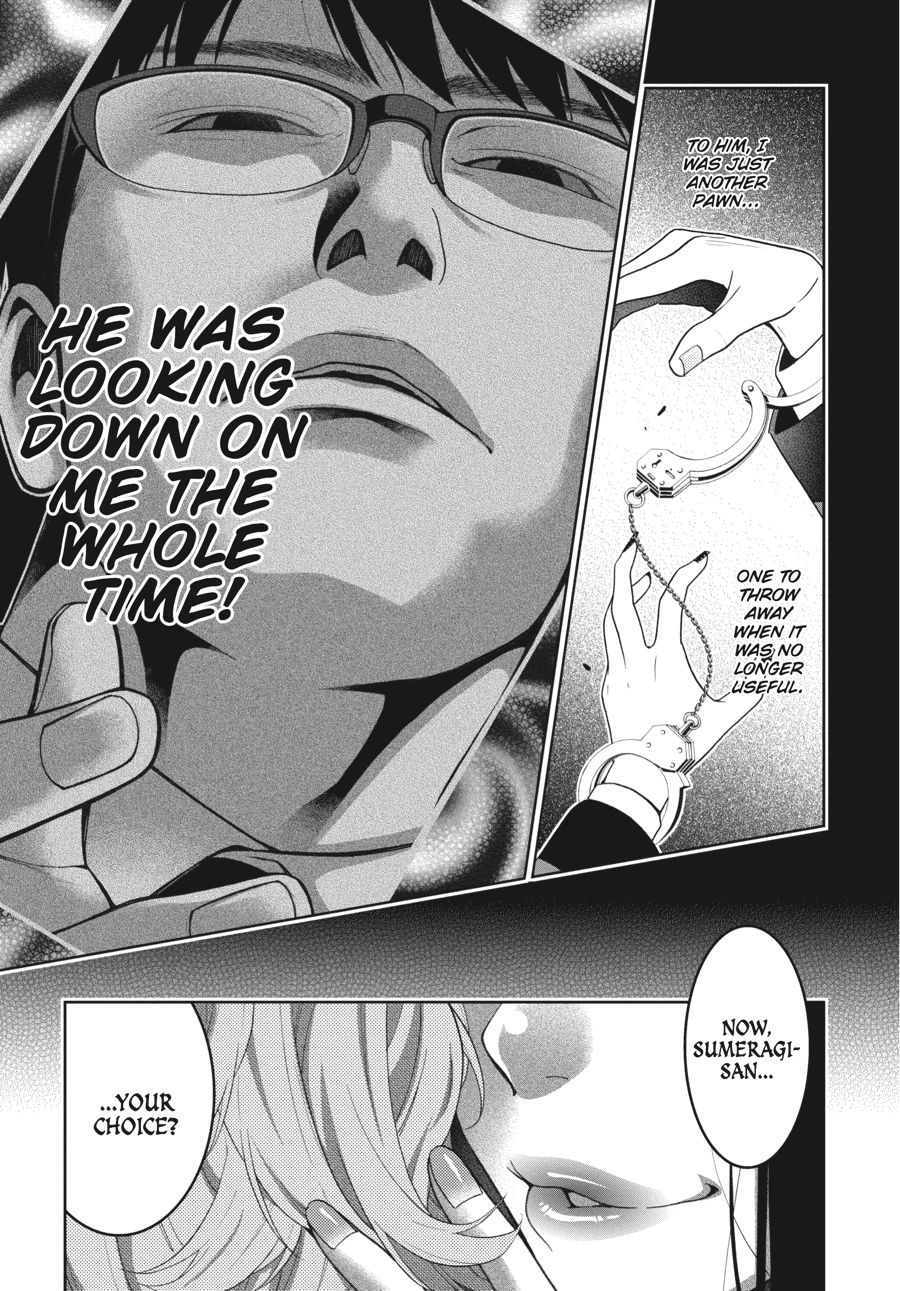 TO HIM, I
WAS JUST
ANOTHER
PAWN...
ONE TO
THROW
AWAY
WHEN IT
WAS NO
LONGER
USEFUL.
HE WAS
LOOKING
DOWN ON
ME THE
WHOLE
TIME!
NOW,
SUMERAGI-
SAN...
...YOUR
CHOICE?